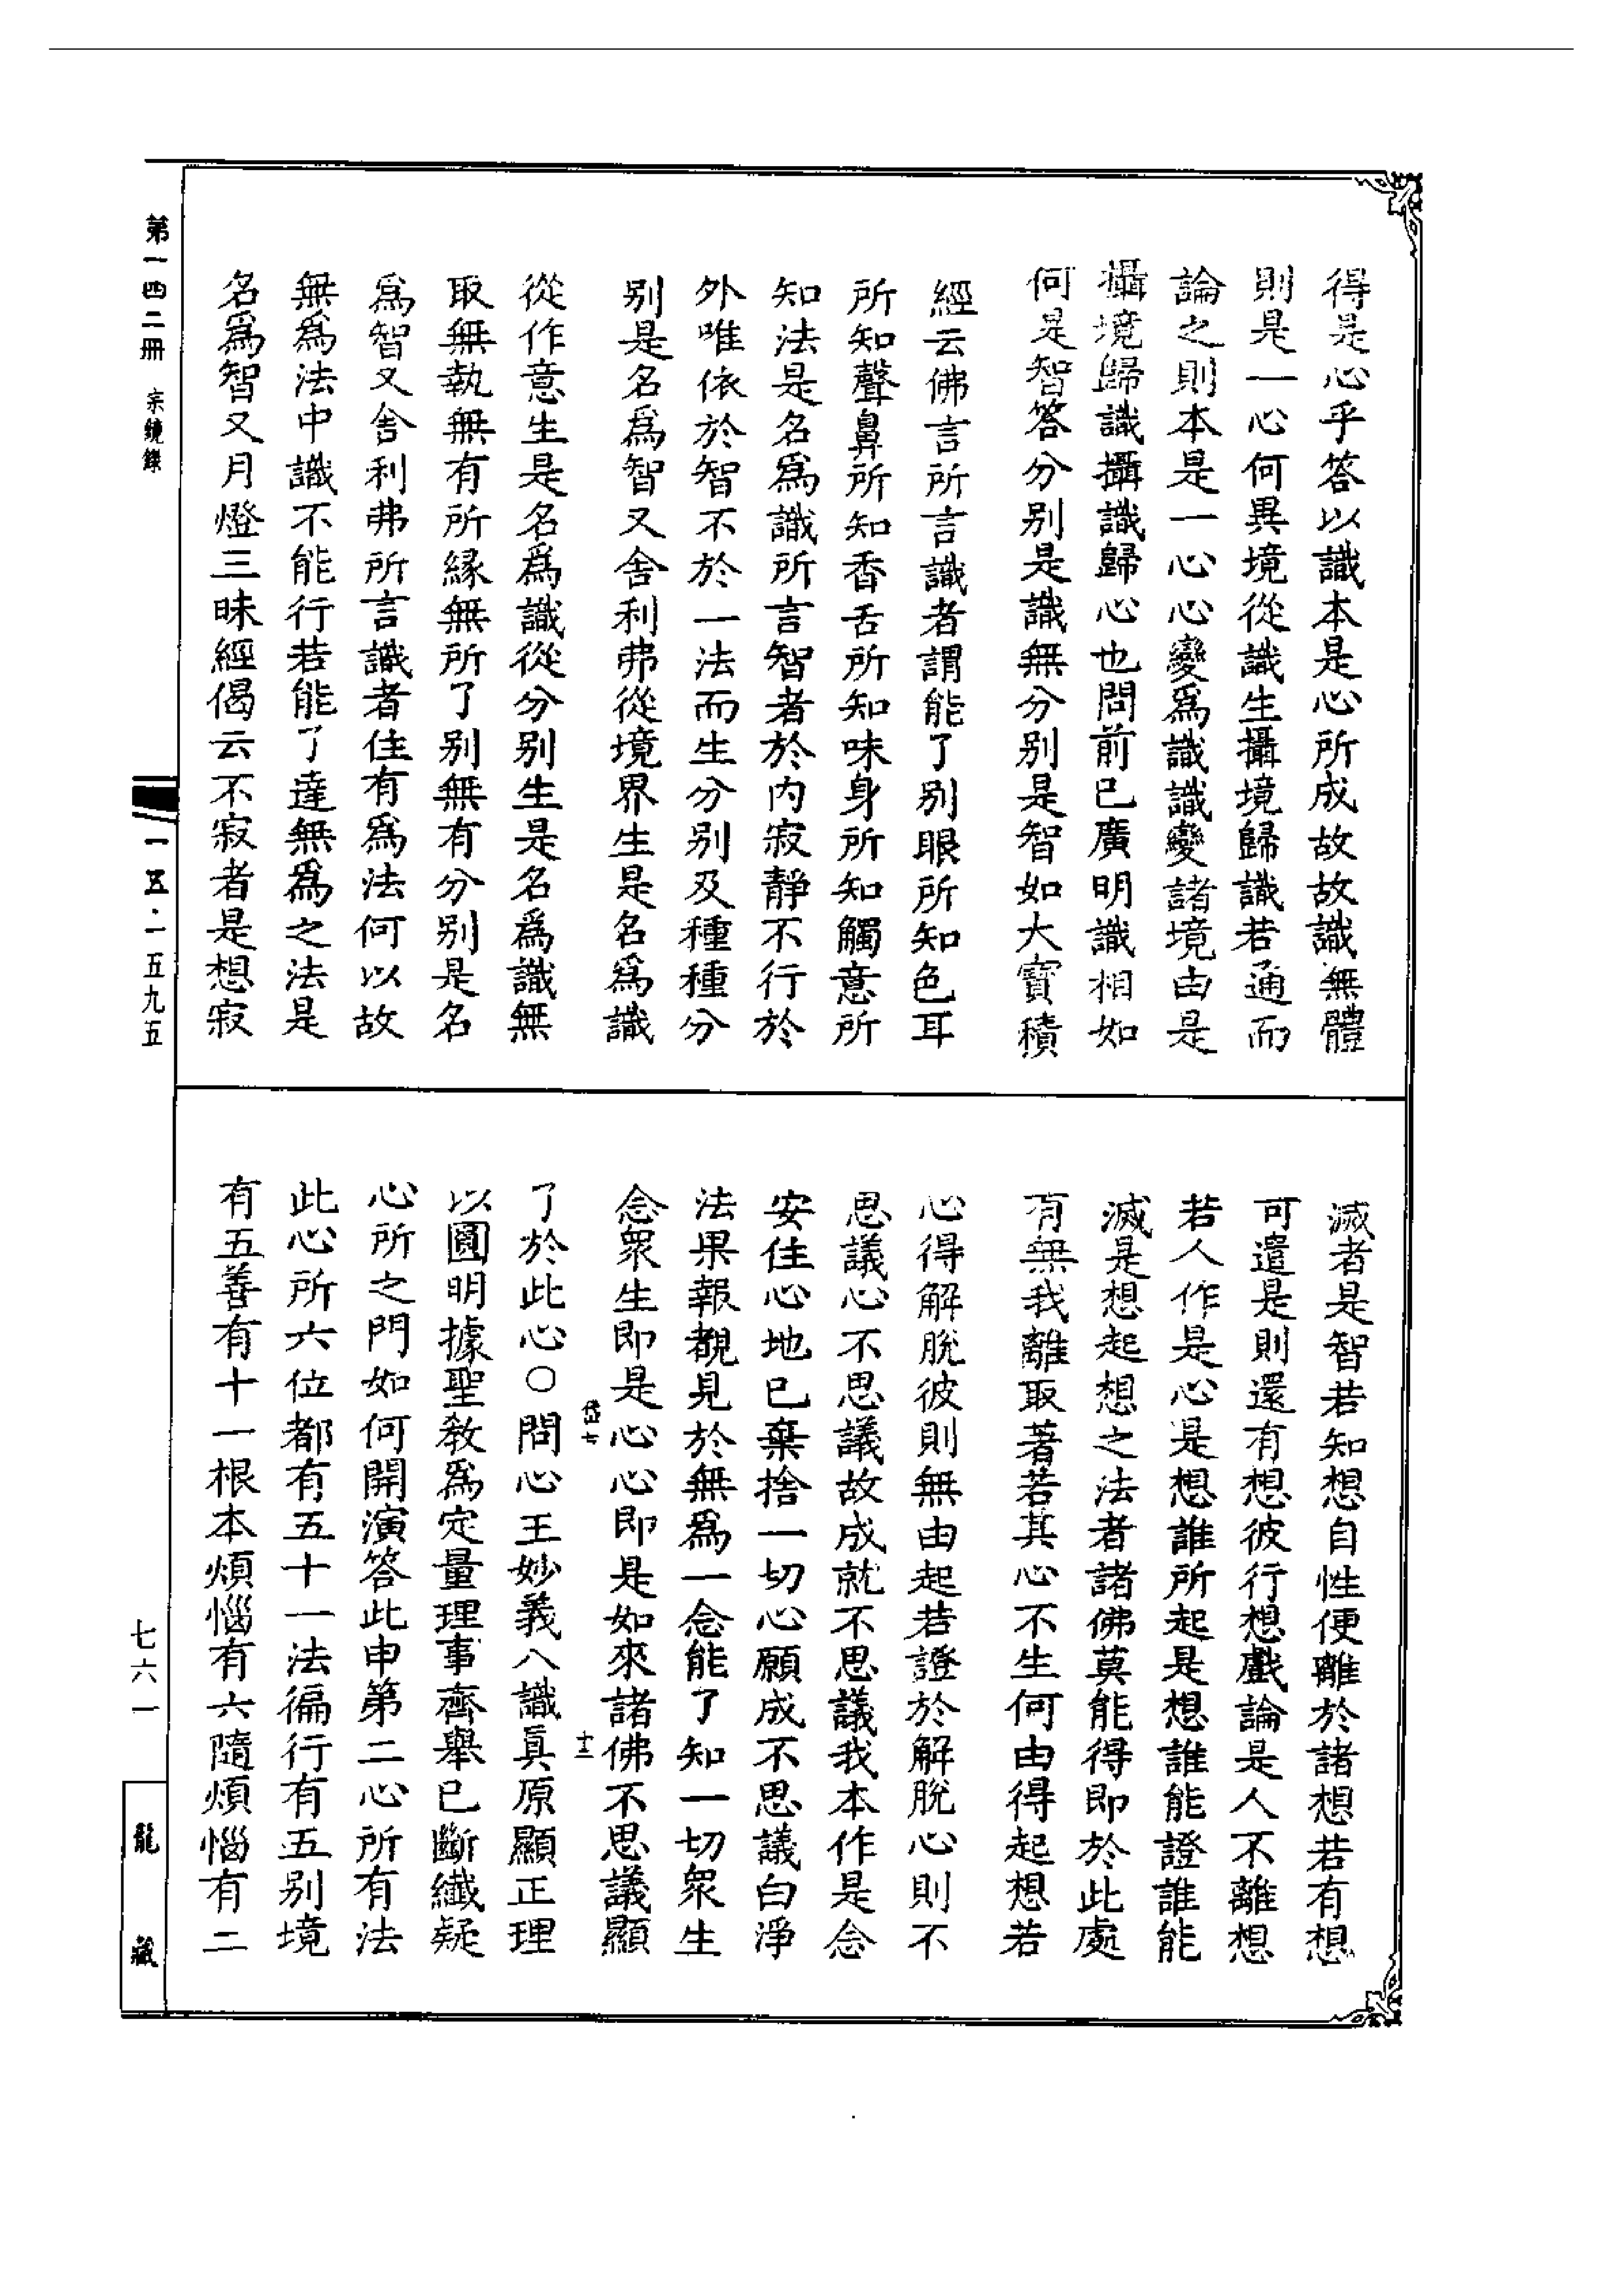 得是心乎答以識本是心所成故故識無體
則是一心何異境從識生攝境歸識若通而
論之則本是一心心變爲識識變諸境由是
攝境歸識攝識歸心也問前已廣明識相如
何是智答分別是識無分別是智如大寶積
經云佛言所言識者謂能了別眼所知色耳
所知聲鼻所知香舌所知味身所知觸意所
知法是名爲識所言智者於內寂靜不行於
外唯依於智不於一法而生分別及種種分
別是名爲智又舍利弗從境界生是名爲識
從作意生是名爲識從分別生是名爲識無
取無執無有所緣無所了別無有分別是名
爲智又舍利弗所言識者住有爲法何以故
無爲法中識不能行若能了達無爲之法是
名爲智又月燈三昧經偈云不寂者是想寂
滅者是智若知想自性便離於諸想若有想
可遣是則還有想彼行想戲論是人不離想
若人作是心是想誰所起是想誰能證誰能
滅是想起想之法者諸佛莫能得即於此處
有無我離取著若其心不生何由得起想若
心得解脫彼則無由起若證於解脫心則不
思議心不思議故成就不思議我本作是念
安住心地已棄捨一切心願成不思議白淨
法果報覩見於無爲一念能了知一切眾生
念眾生即是心心即是如來諸佛不思議顯
岱七 十三
了於此心○問心王妙義八識真原顯正理
以圓明據聖教爲定量理事齊舉已斷纖疑
心所之門如何開演答此申第二心所有法
此心所六位都有五十一法徧行有五別境
有五善有十一根本煩惱有六隨煩惱有二
第一四二冊 宗鏡錄
一五·一五九五
七六一
龍藏